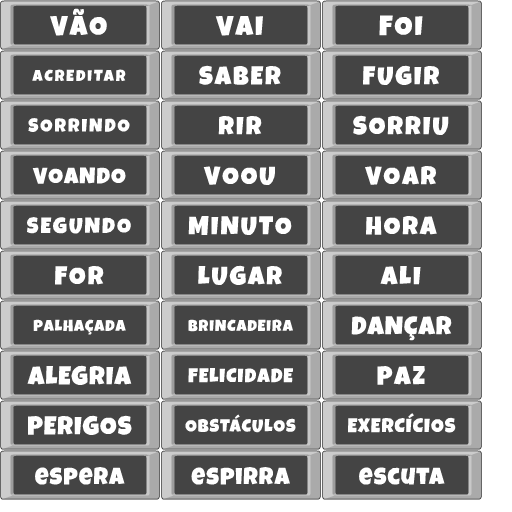 VÃO VAI FOI
ACREDITAR SABER FUGIR
SORRINDO RIR SORRIU
VOANDO VOOU VOAR
SEGUNDO MINUTO HORA
FOR LUGAR ALI
PALHAÇADA BRINCADEIRA DANÇAR
ALEGRIA FELICIDADE PAZ
PERIGOS OBSTÁCULOS EXERCÍCIOS
esPeRA esPIRRA esCUTA